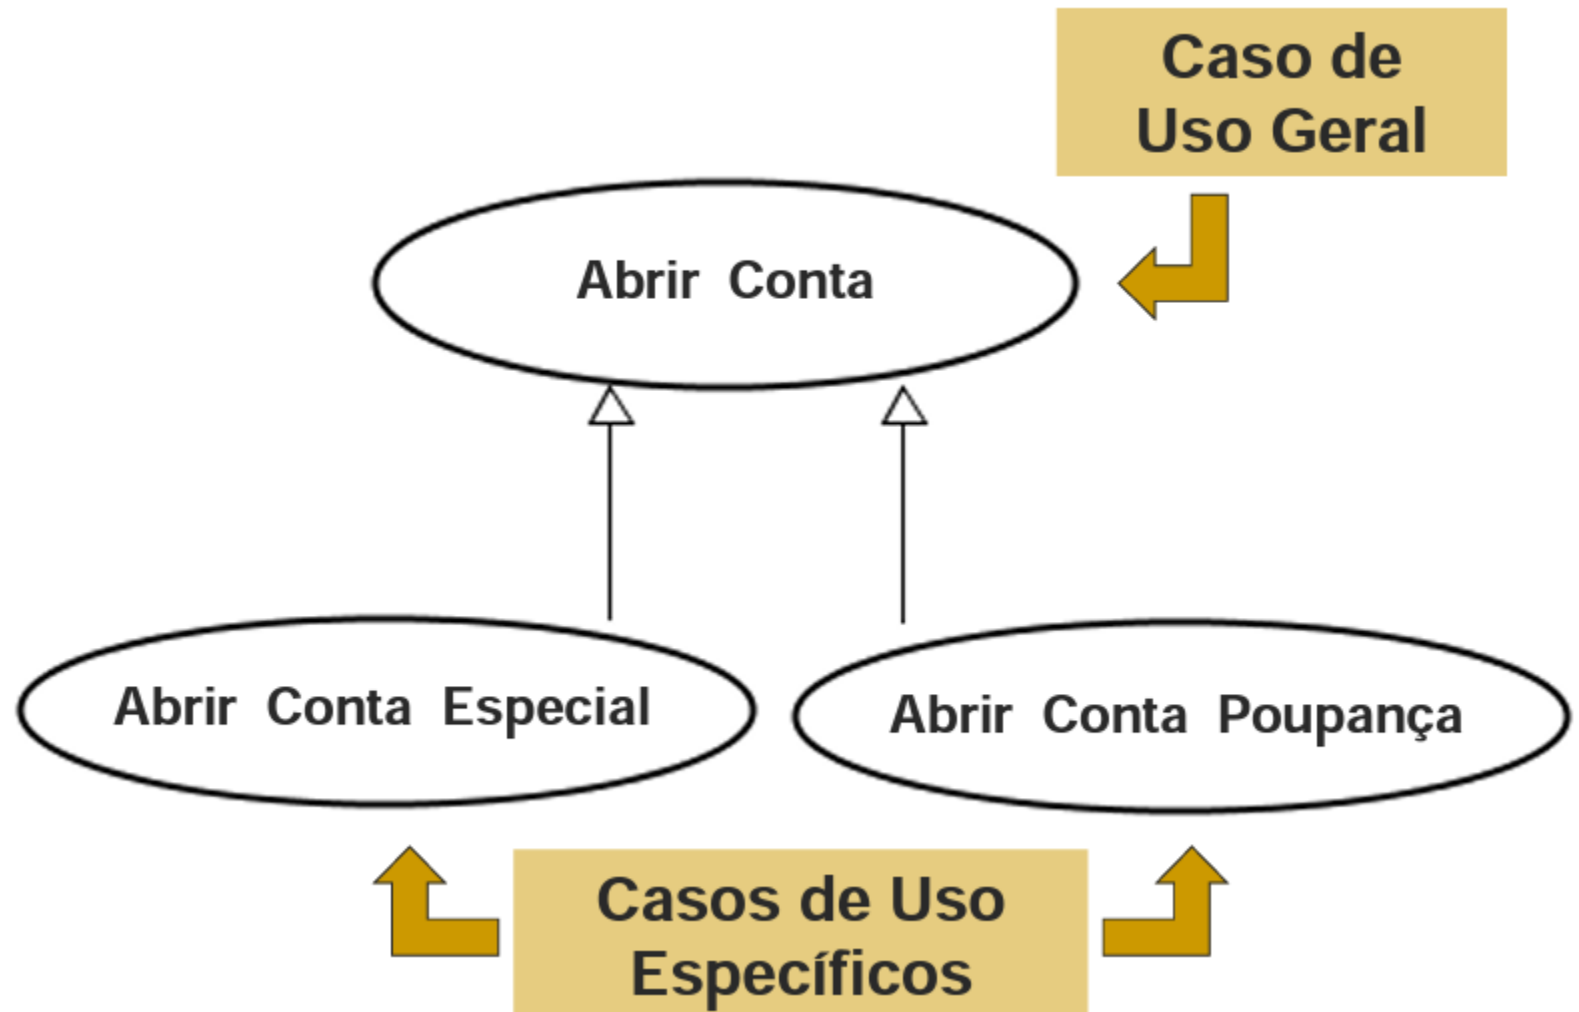 Caso de
Uso Geral
Abrir Conta
Abrir Conta Especial
Abrir Conta Poupança
Casos de Uso
Específicos